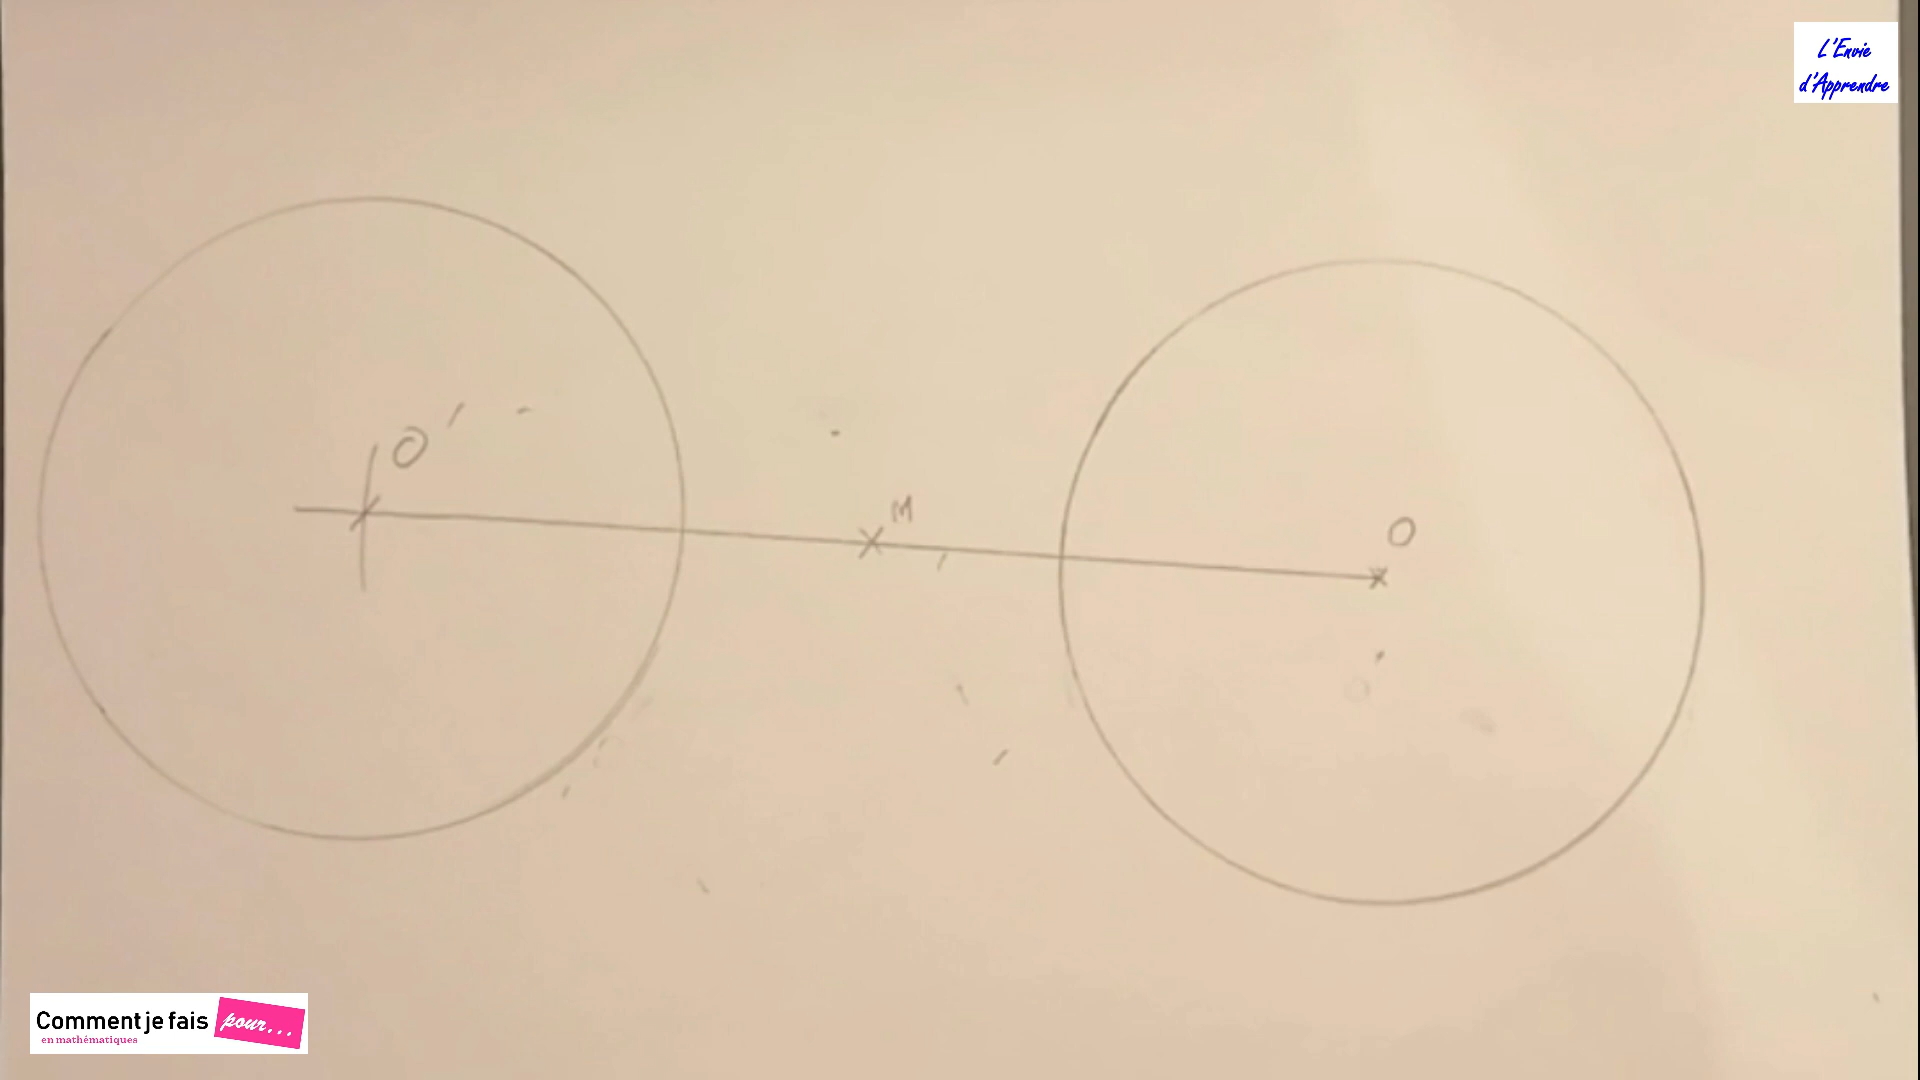 L'Envie
d'Apprendre
O'
M
O
Comment je fais pour...
en mathématiques